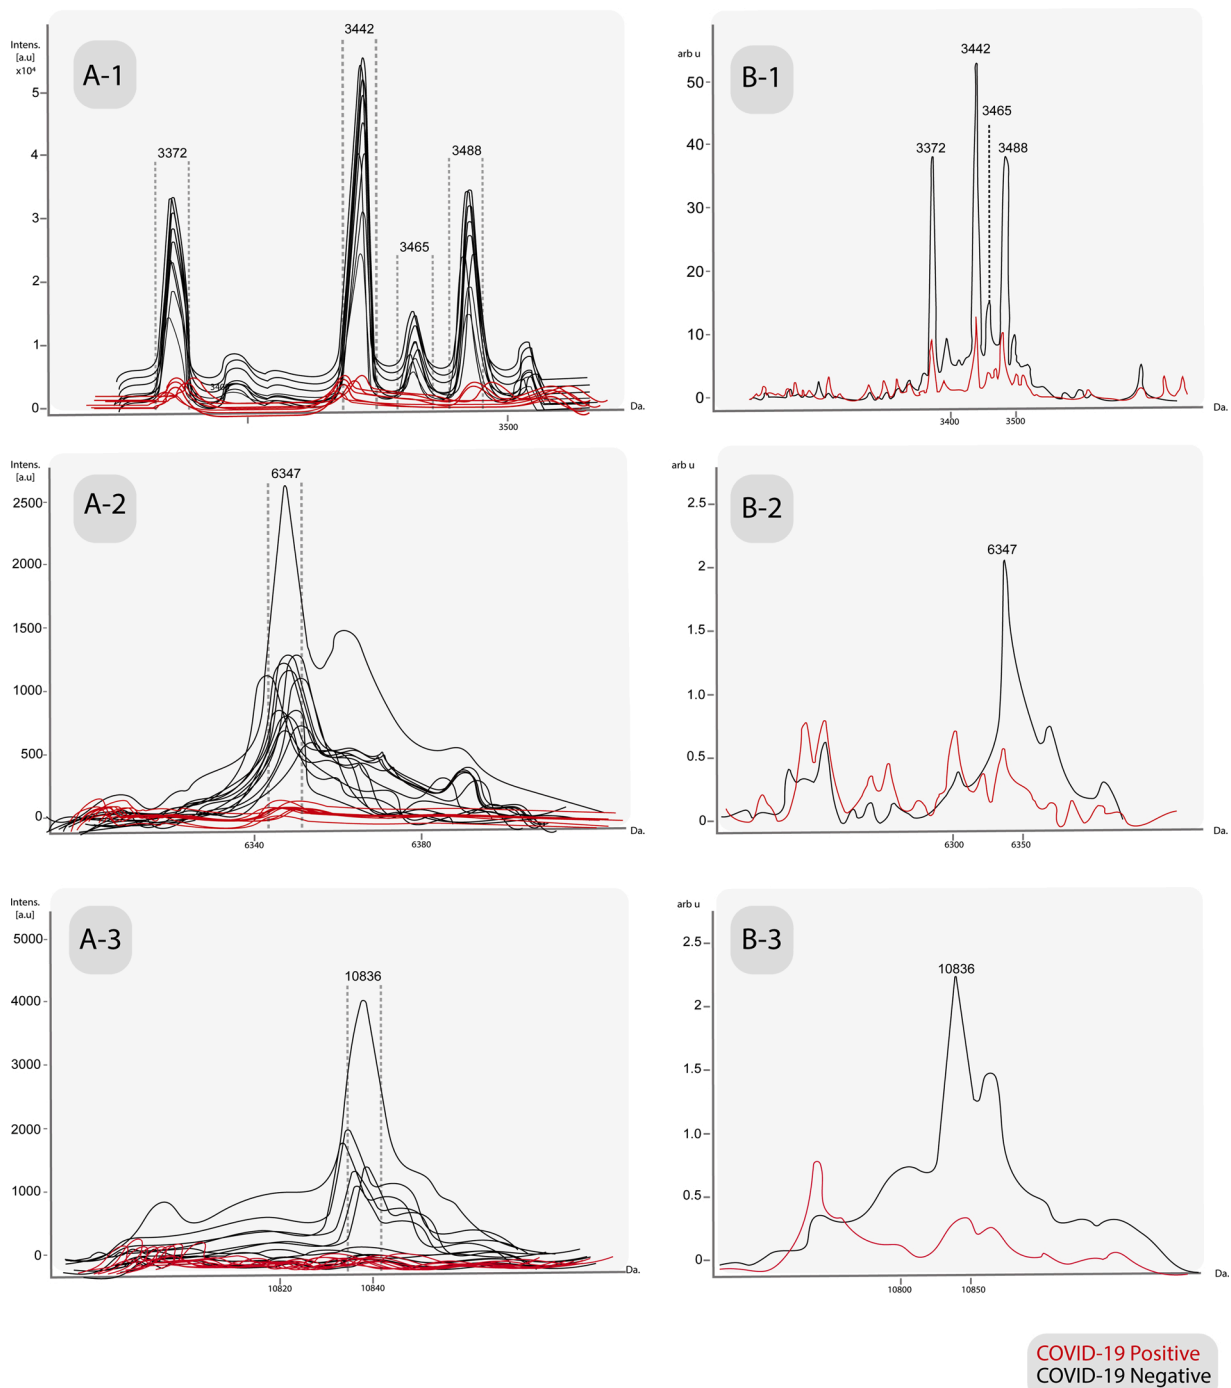 Intens.
[a.u]
x10⁴
A-1
3442
3372
3488
3465
5
4
3
2
1
0
3500
Da.
arb u
B-1
3442
3465
3372
3488
50
40
30
20
10
0
3400
3500
Da.
Intens.
[a.u]
A-2
6347
2500
2000
1500
1000
500
0
6340
6380
Da.
arb u
B-2
6347
2.5
2
1.5
1.0
0.5
0
6300
6350
Da.
Intens.
[a.u]
A-3
10836
5000
4000
3000
2000
1000
0
10820
10840
Da.
arb u
B-3
10836
2.5
2
1.5
1.0
0.5
0
10800
10850
Da.
COVID-19 Positive
COVID-19 Negative